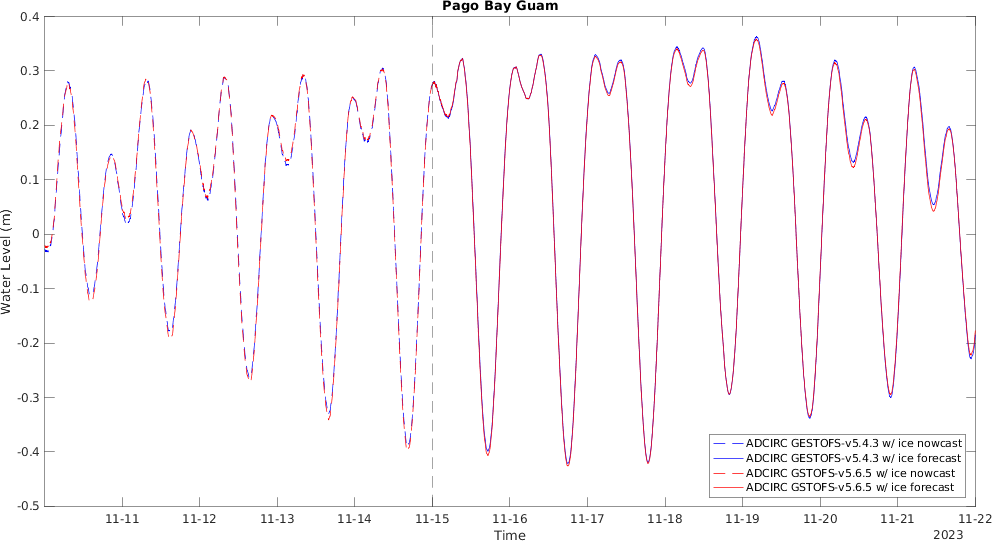 Pago Bay Guam
0.4
0.3
0.2
0.1
0
-0.1
-0.2
-0.3
-0.4
-0.5
Water Level (m)
ADCIRC GESTOFS-v5.4.3 w/ ice nowcast
ADCIRC GESTOFS-v5.4.3 w/ ice forecast
ADCIRC GSTOFS-v5.6.5 w/ ice nowcast
ADCIRC GSTOFS-v5.6.5 w/ ice forecast
11-11 11-12 11-13 11-14 11-15 11-16 11-17 11-18 11-19 11-20 11-21 11-22
Time
2023